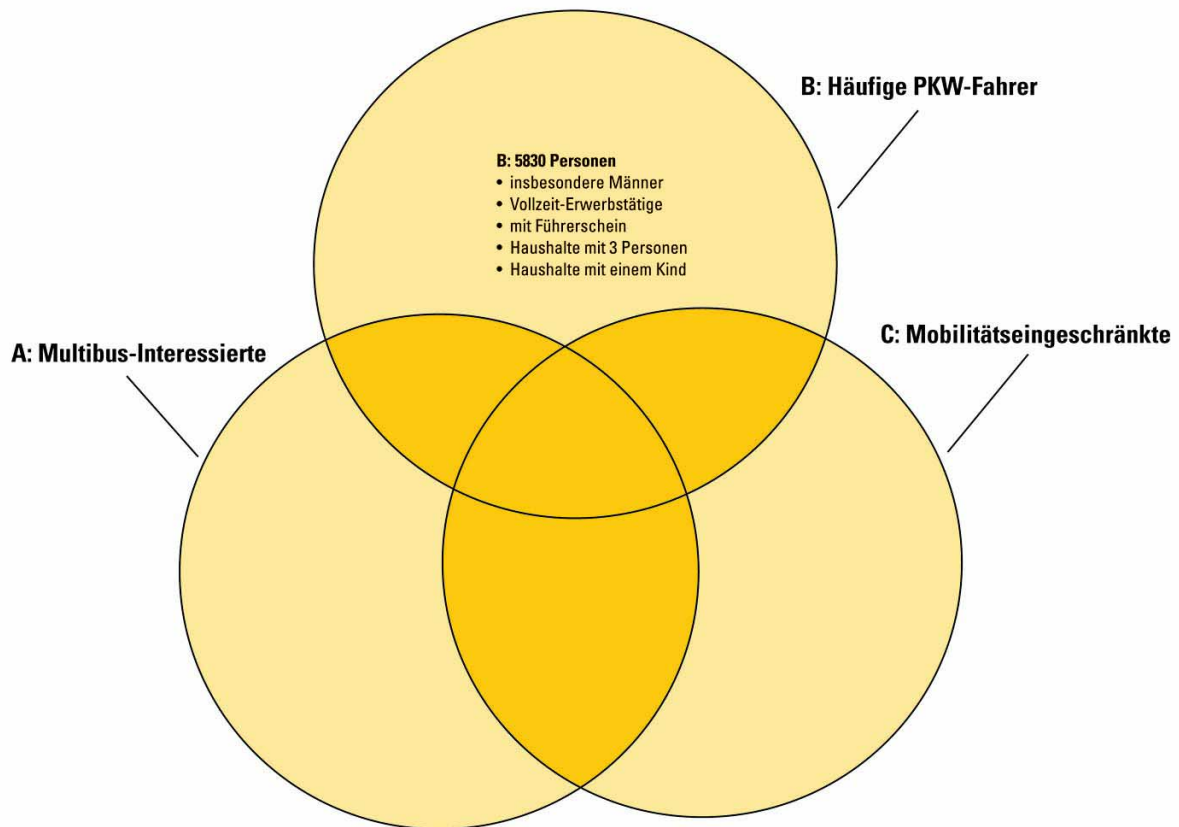 B: Häufige PKW-Fahrer
B: 5830 Personen
• insbesondere Männer
• Vollzeit-Erwerbstätige
• mit Führerschein
• Haushalte mit 3 Personen
• Haushalte mit einem Kind
A: Multibus-Interessierte
C: Mobilitätseingeschränkte